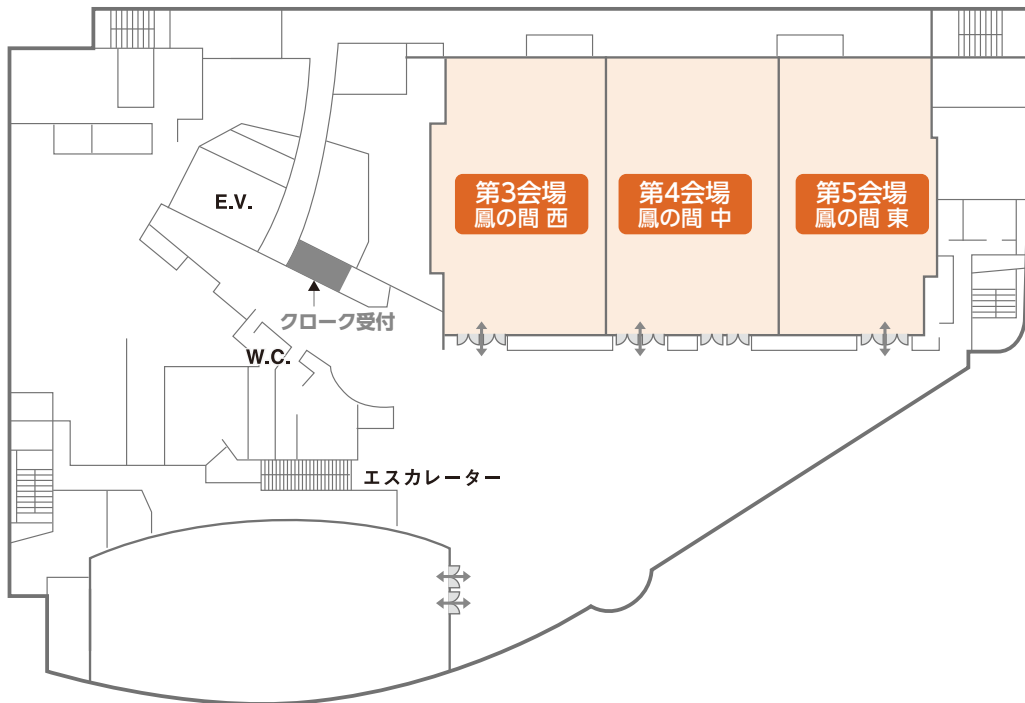 第3会場
鳳の間 西
第4会場
鳳の間 中
第5会場
鳳の間 東
E.V.
クローク受付
W.C.
エスカレーター